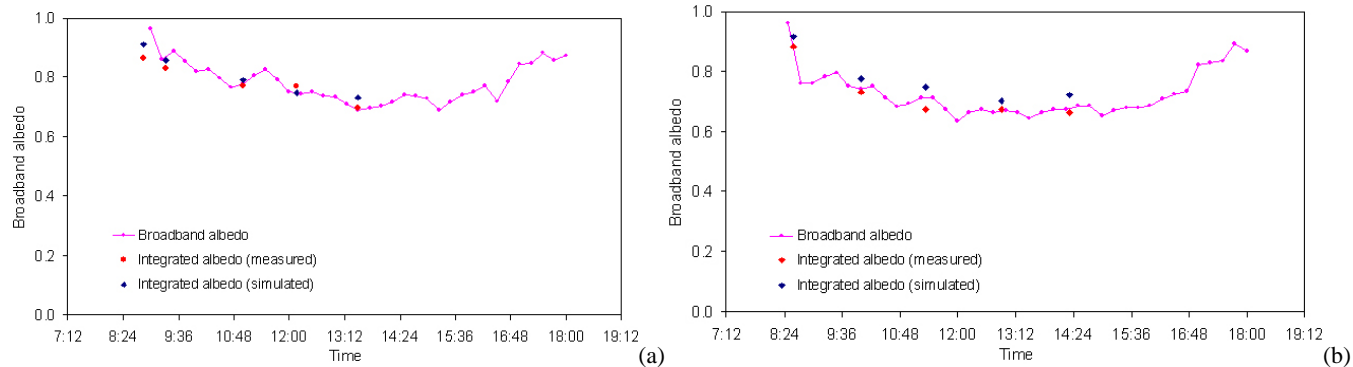 1.0
0.8
0.6
0.4
0.2
0.0
Broadband albedo
Broadband albedo
Integrated albedo (measured)
Integrated albedo (simulated)
7:12 8:24 9:36 10:48 12:00 13:12 14:24 15:36 16:48 18:00 19:12
Time
(a)
1.0
0.8
0.6
0.4
0.2
0.0
Broadband albedo
Broadband albedo
Integrated albedo (measured)
Integrated albedo (simulated)
7:12 8:24 9:36 10:48 12:00 13:12 14:24 15:36 16:48 18:00 19:12
Time
(b)